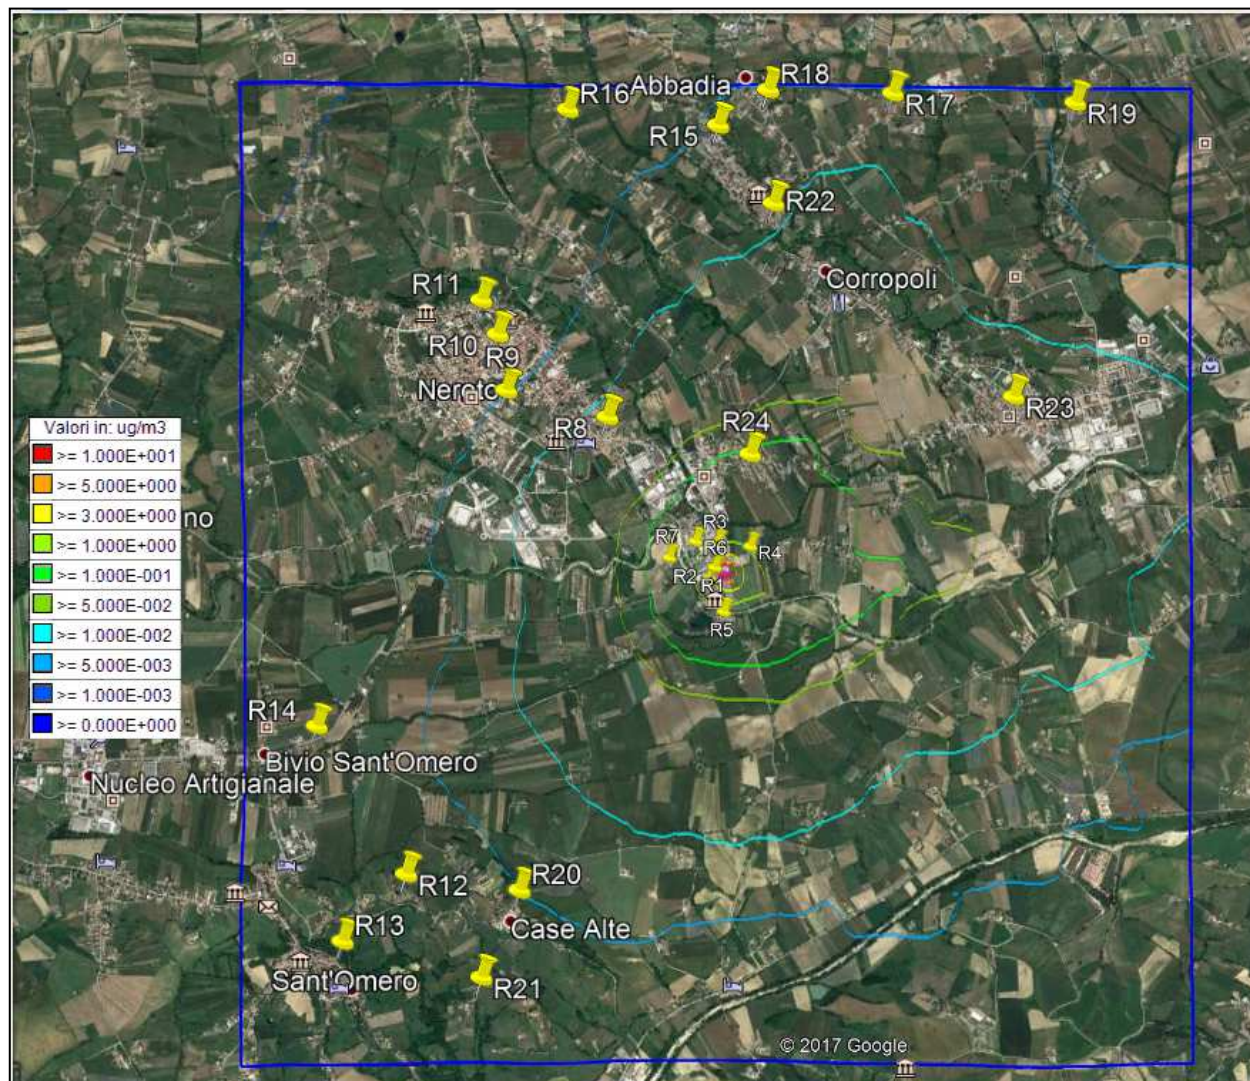 Abbadia
R18
R16
R17
R19
R15
R22
Corropoli
R11
R10
R9
Nereto
R8
R23
R24
Valori in: ug/m3
>= 1.000E+001
>= 5.000E+000
>= 3.000E+000
>= 1.000E+000
>= 1.000E-001
>= 5.000E-002
>= 1.000E-002
>= 5.000E-003
>= 1.000E-003
>= 0.000E+000
no
R3
R7
R6
R4
R2
R1
R5
R14
Bivio Sant'Omero
Nucleo Artigianale
R12
R20
R13
Case Alte
Sant'Omero
R21
© 2017 Google